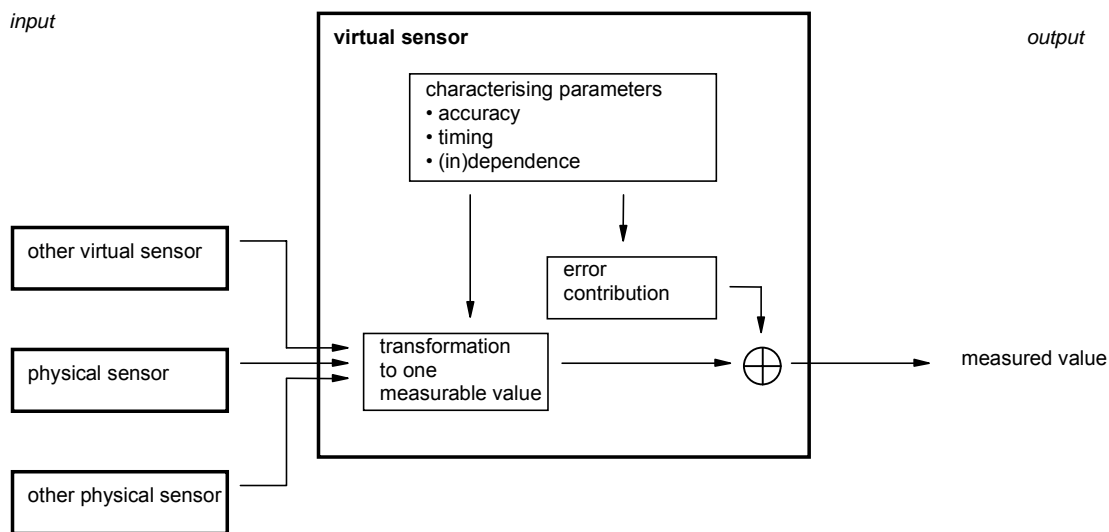 input
virtual sensor
output
characterising parameters
• accuracy
• timing
• (in)dependence
other virtual sensor
error
contribution
transformation
to one
measurable value
physical sensor
measured value
other physical sensor